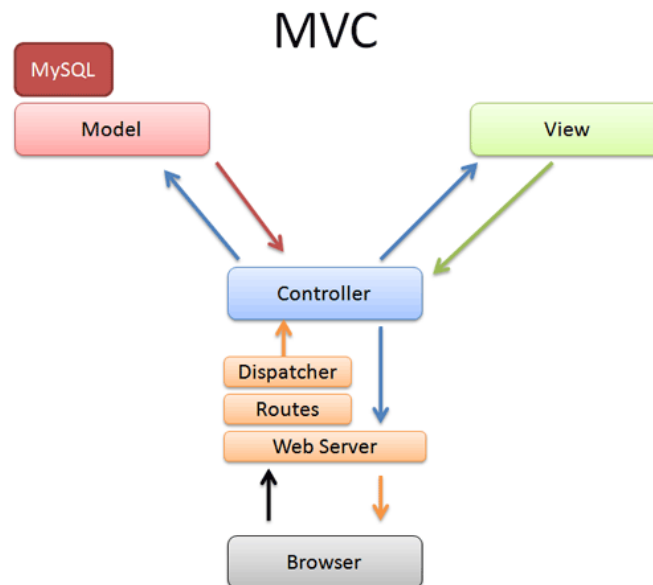 MVC
MySQL
Model
View
Controller
Dispatcher
Routes
Web Server
Browser